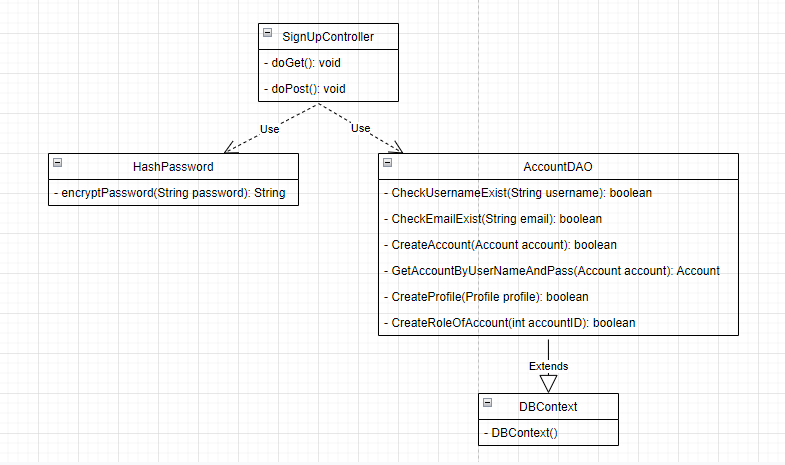 SignUpController
- doGet(): void
- doPost(): void
Use
Use
HashPassword
- encryptPassword(String password): String
AccountDAO
- CheckUsernameExist(String username): boolean
- CheckEmailExist(String email): boolean
- CreateAccount(Account account): boolean
- GetAccountByUserNameAndPass(Account account): Account
- CreateProfile(Profile profile): boolean
- CreateRoleOfAccount(int accountID): boolean
Extends
DBContext
- DBContext()